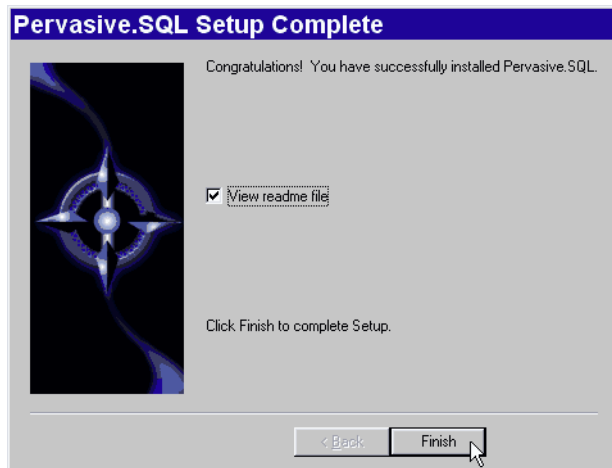 Pervasive.SQL Setup Complete
Congratulations! You have successfully installed Pervasive.SQL.
View readme file
Click Finish to complete Setup.
< Back
Finish